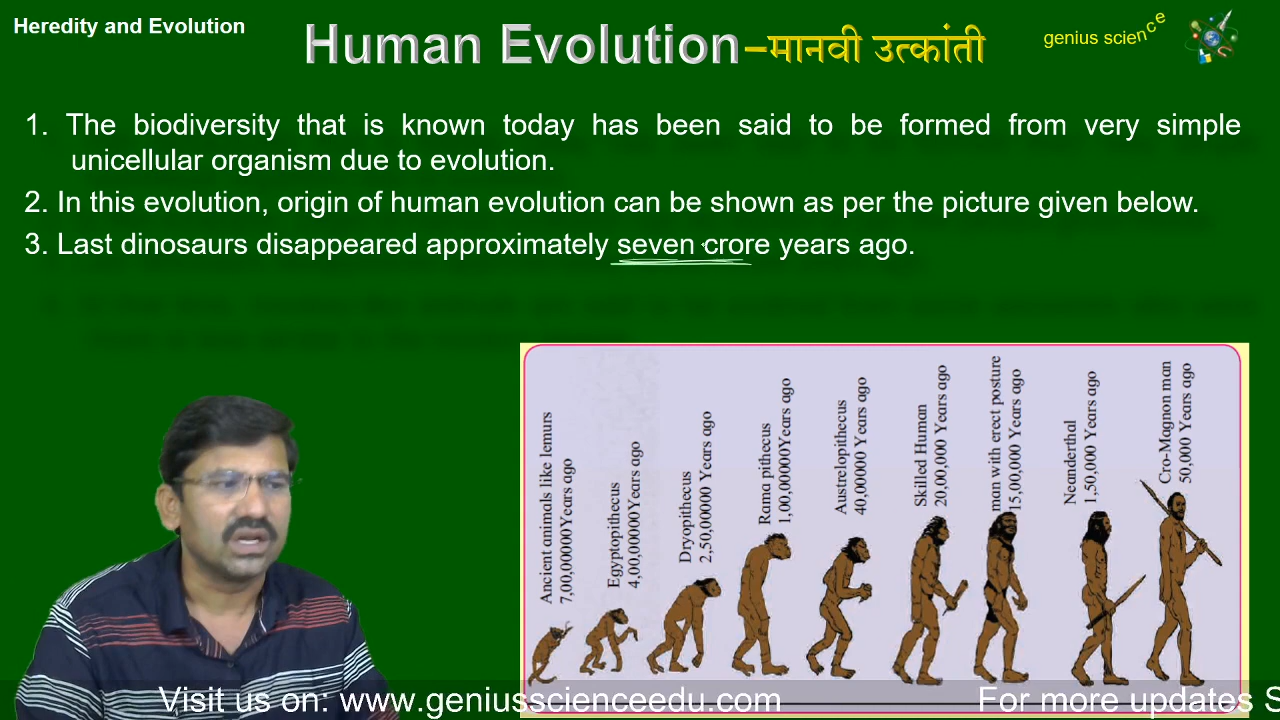 Heredity and Evolution
Human Evolution–मानवी उत्कांती
genius science
1. The biodiversity that is known today has been said to be formed from very simple
unicellular organism due to evolution.
2. In this evolution, origin of human evolution can be shown as per the picture given below.
3. Last dinosaurs disappeared approximately seven crore years ago.
Ancient animals like lemurs
7,00,00000Years ago
Egyptopithecus
4,00,00000Years ago
Dryopithecus
2,50,00000 Years ago
Rama pithecus
1,00,00000Years ago
Austrelopithecus
40,00000 Years ago
Skilled Human
20,00,000 Years ago
man with erect posture
15,00,000 Years ago
Neanderthal
1,50,000 Years ago
Cro-Magnon man
50,000 Years ago
Visit us on: www.geniusscienceedu.com
For more updates S